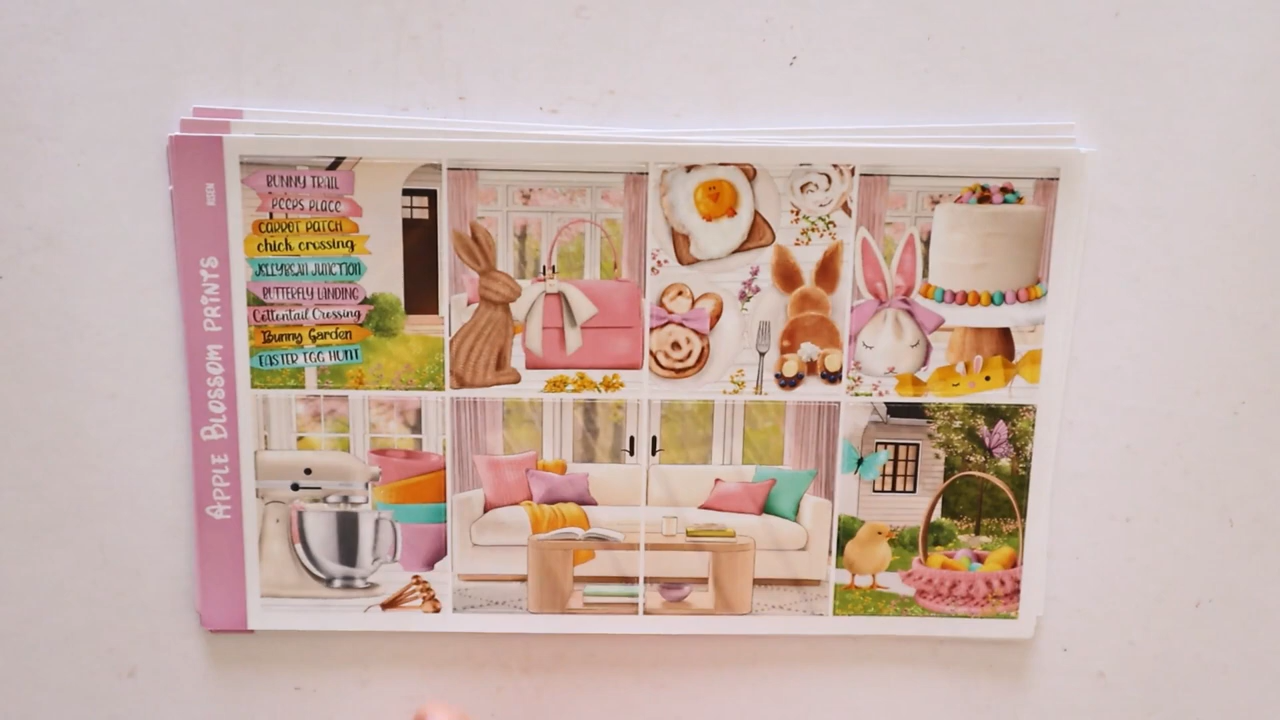 RISEN
APPLE BLOSSOM PRINTS
BUNNY TRAIL
PEEPS PLACE
CARROT PATCH
chick crossing
JELLYBEAN JUNCTION
BUTTERFLY LANDING
Cottontail Crossing
Bunny Garden
EASTER EGG HUNT